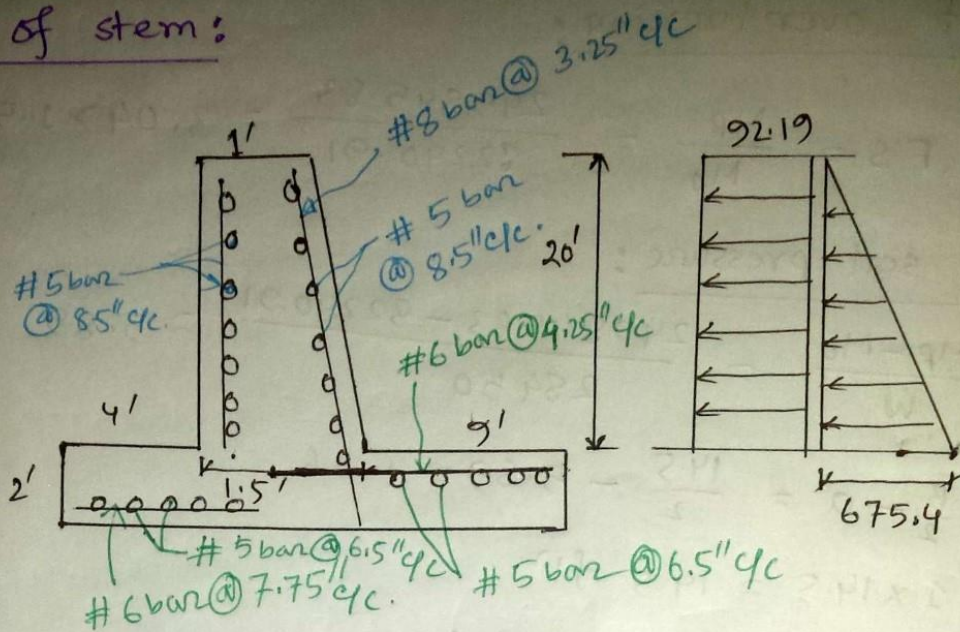 of stem:
#8 bar @ 3.25" c/c
1'
92.19
# 5 bar
@ 8.5" c/c.
20'
#5 bar
@ 85" c/c.
#6 bar @ 4.25" c/c
4'
9'
2'
1.5'
675.4
# 5 bar @ 6.5" c/c
# 5 bar @ 6.5" c/c
# 6 bar @ 7.75" c/c.